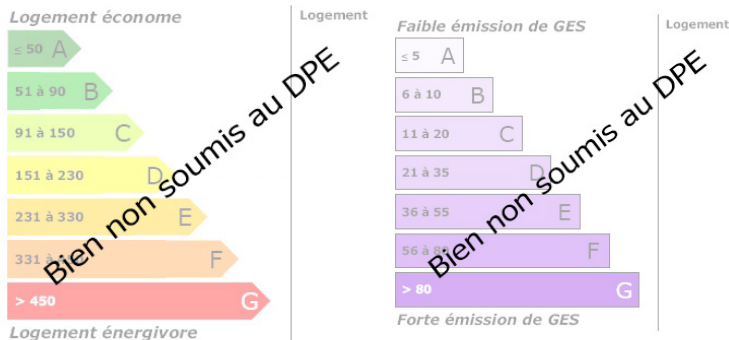 Logement économe
Logement
≤ 50 A
51 à 90 B
91 à 150 C
151 à 230 D
231 à 330 E
331 à F
> 450 G
Logement énergivore
Bien non soumis au DPE
Faible émission de GES
Logement
≤ 5 A
6 à 10 B
11 à 20 C
21 à 35 D
36 à 55 E
56 à 80 F
> 80 G
Forte émission de GES
Bien non soumis au DPE